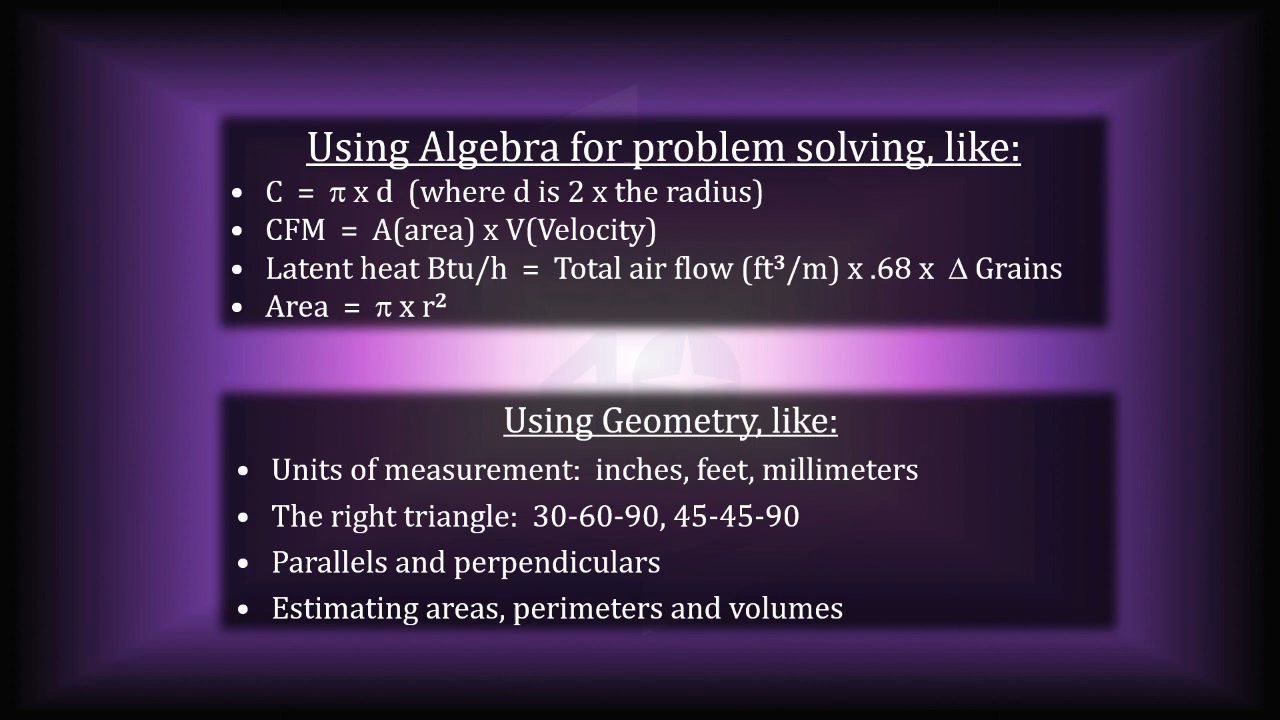 Using Algebra for problem solving, like:
• C = π x d (where d is 2 x the radius)
• CFM = A(area) x V(Velocity)
• Latent heat Btu/h = Total air flow (ft³/m) x .68 x Δ Grains
• Area = π x r²
Using Geometry, like:
• Units of measurement: inches, feet, millimeters
• The right triangle: 30-60-90, 45-45-90
• Parallels and perpendiculars
• Estimating areas, perimeters and volumes